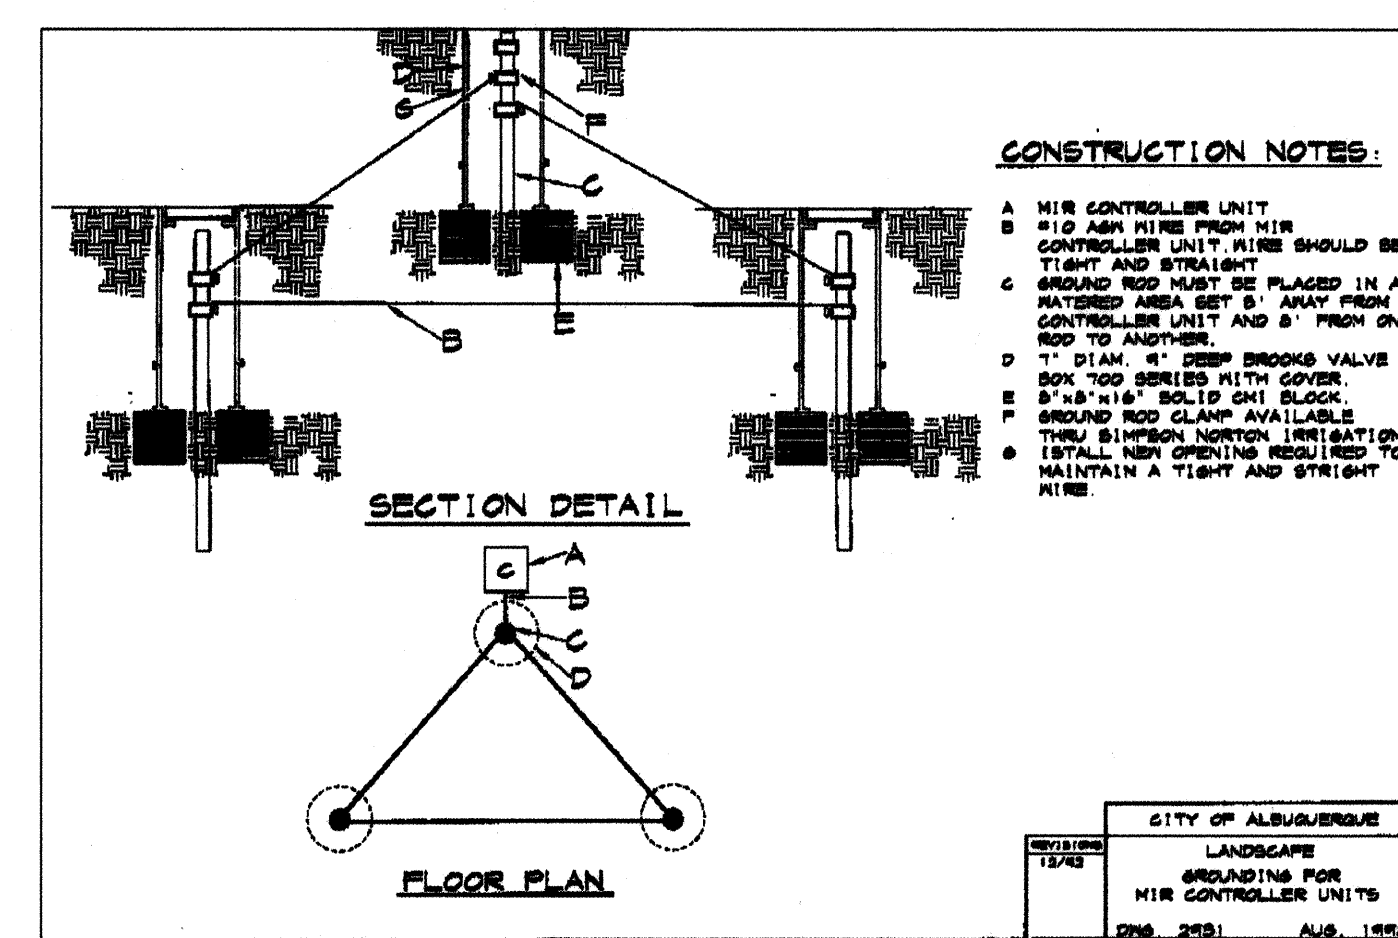 D
G
F
C
E
B
SECTION DETAIL
C
A
B
C
D
FLOOR PLAN
CONSTRUCTION NOTES:
A MIR CONTROLLER UNIT
B #10 AGW WIRE FROM MIR
CONTROLLER UNIT. WIRE SHOULD BE
TIGHT AND STRAIGHT
C GROUND ROD MUST BE PLACED IN A
WATERED AREA SET 8' AWAY FROM
CONTROLLER UNIT AND 8' FROM ON
ROD TO ANOTHER.
D 7" DIAM. 9" DEEP BROOKS VALVE
BOX 700 SERIES WITH COVER.
E 8"x8"x16" SOLID CMI BLOCK.
F GROUND ROD CLAMP AVAILABLE
THRU SIMPSON NORTON IRRIGATION
G ISTALL NEW OPENING REQUIRED TO
MAINTAIN A TIGHT AND STRIGHT
WIRE.
CITY OF ALBUQUERQUE
REVISIONS
12/93
LANDSCAPE
GROUNDING FOR
MIR CONTROLLER UNITS
DWG. 2931 AUG. 199